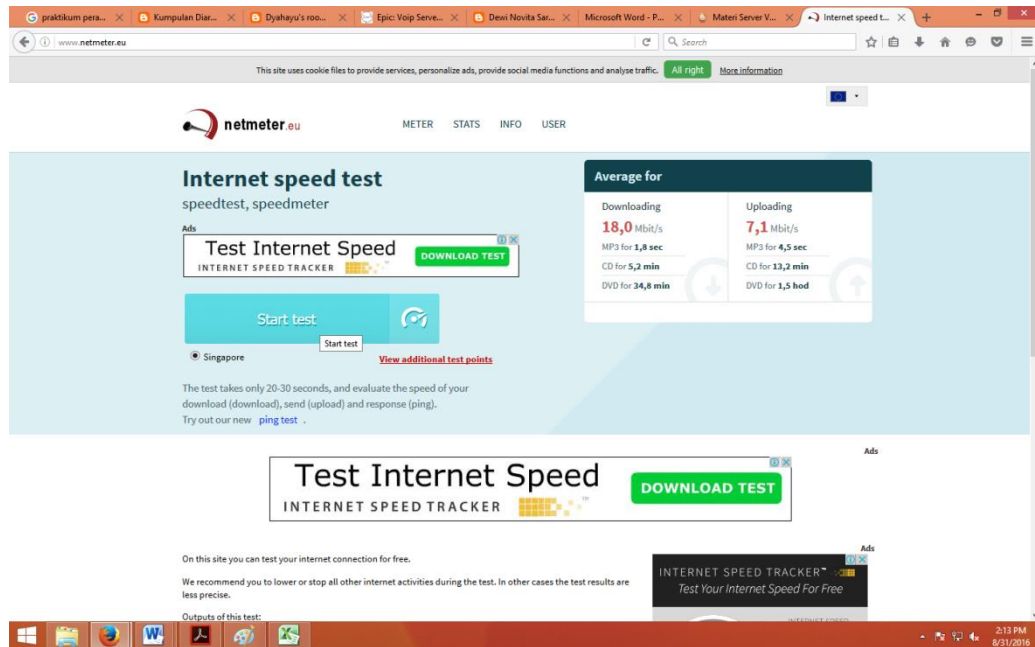 praktikum pera...
Kumpulan Diar...
Dyahayu's roo...
Epic: Voip Serve...
Dewi Novita Sar...
Microsoft Word - P...
Materi Server V...
Internet speed t...
www.netmeter.eu
Search
This site uses cookie files to provide services, personalize ads, provide social media functions and analyse traffic. All right More information
netmeter.eu
METER STATS INFO USER
Internet speed test
speedtest, speedmeter
Ads
Test Internet Speed
INTERNET SPEED TRACKER
DOWNLOAD TEST
Start test
Start test
Singapore
View additional test points
The test takes only 20-30 seconds, and evaluate the speed of your
download (download), send (upload) and response (ping).
Try out our new ping test .
Average for
Downloading
18,0 Mbit/s
MP3 for 1,8 sec
CD for 5,2 min
DVD for 34,8 min
Uploading
7,1 Mbit/s
MP3 for 4,5 sec
CD for 13,2 min
DVD for 1,5 hod
Ads
Test Internet Speed
INTERNET SPEED TRACKER™
DOWNLOAD TEST
On this site you can test your internet connection for free.
We recommend you to lower or stop all other internet activities during the test. In other cases the test results are
less precise.
Outputs of this test:
Ads
INTERNET SPEED TRACKER™
Test Your Internet Speed For Free
2:13 PM
8/31/2016